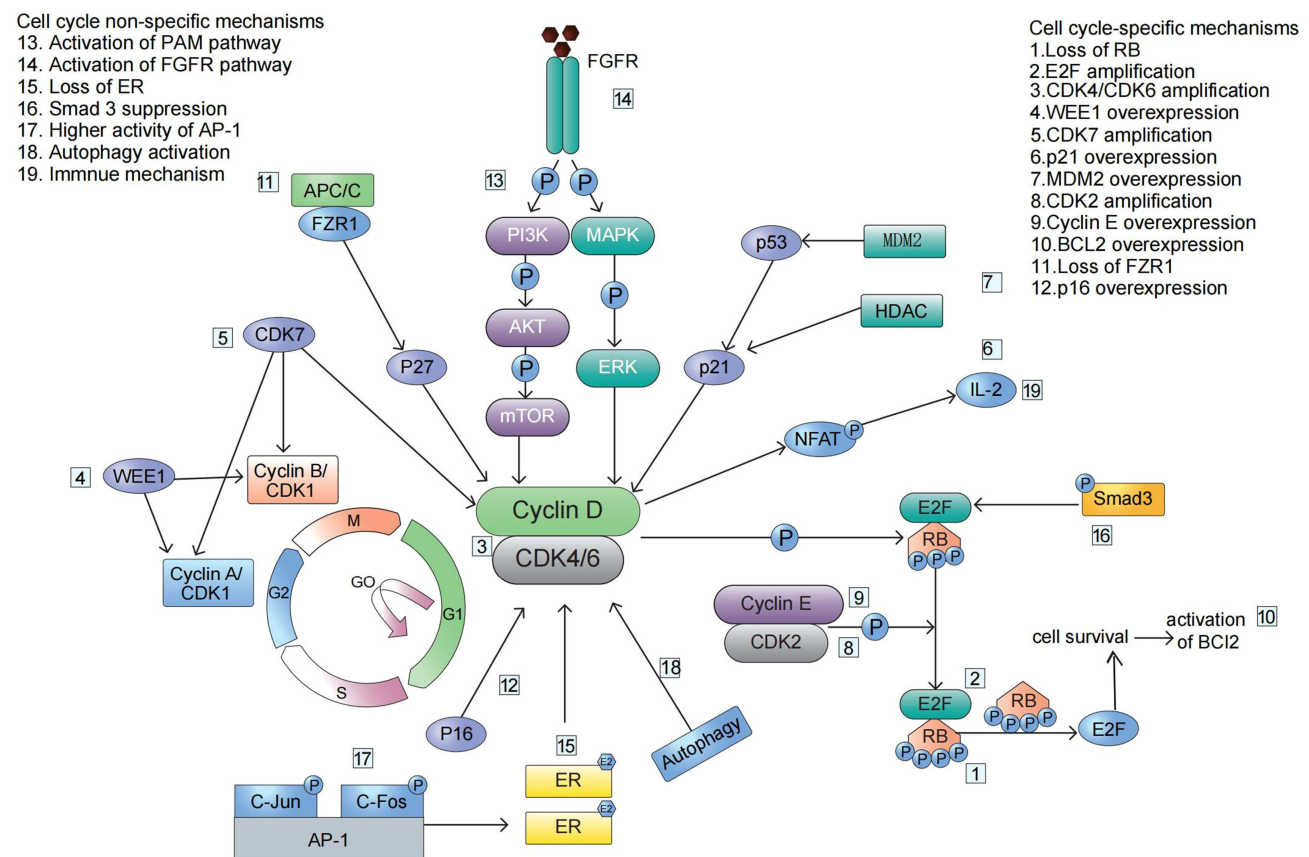 Cell cycle non-specific mechanisms
13. Activation of PAM pathway
14. Activation of FGFR pathway
15. Loss of ER
16. Smad 3 suppression
17. Higher activity of AP-1
18. Autophagy activation
19. Immnue mechanism
Cell cycle-specific mechanisms
1.Loss of RB
2.E2F amplification
3.CDK4/CDK6 amplification
4.WEE1 overexpression
5.CDK7 amplification
6.p21 overexpression
7.MDM2 overexpression
8.CDK2 amplification
9.Cyclin E overexpression
10.BCL2 overexpression
11.Loss of FZR1
12.p16 overexpression
FGFR
14
13
P
P
PI3K
MAPK
P
P
AKT
P
ERK
mTOR
11
APC/C
FZR1
5
CDK7
P27
4
WEE1
Cyclin B/
CDK1
Cyclin A/
CDK1
p53
MDM2
7
HDAC
p21
6
IL-2
19
NFAT
P
Cyclin D
3
CDK4/6
M
G1
S
G2
GO
P
E2F
RB
P
P
P
P
Smad3
16
Cyclin E
9
CDK2
8
P
2
E2F
RB
P
P
P
P
1
RB
P
P
P
P
E2F
cell survival
activation
of BCI2
10
12
P16
15
18
Autophagy
17
C-Jun
P
C-Fos
P
AP-1
ER
E2
ER
E2